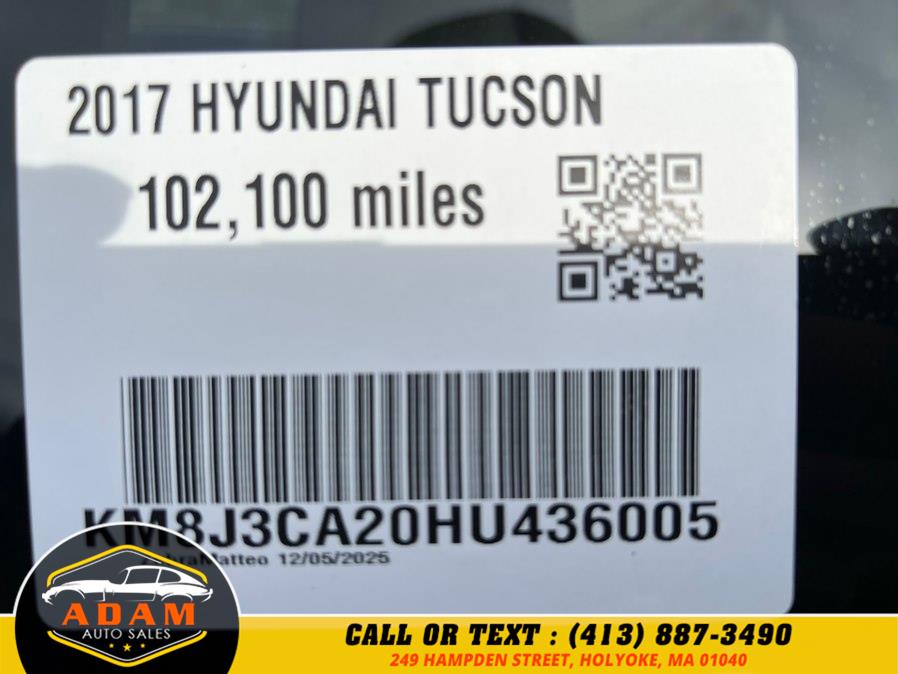 2017 HYUNDAI TUCSON
102,100 miles
KM8J3CA20HU436005
Matteo 12/05/2025
ADAM
AUTO SALES
CALL OR TEXT : (413) 887-3490
249 HAMPDEN STREET, HOLYOKE, MA 01040